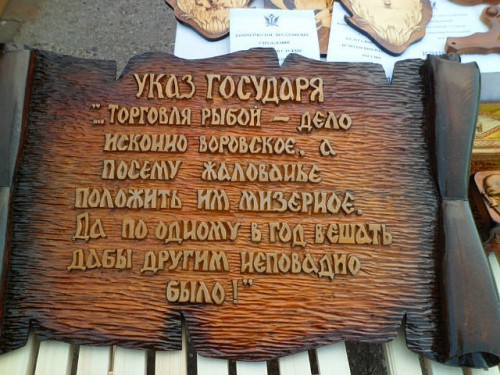 УКАЗ ГОСУДАРЯ
"...ТОРГОВЛЯ РЫБОЙ – ДЕЛО
ИСКОННО ВОРОВСКОЕ, А
ПОСЕМУ ЖАЛОВАНЬЕ
ПОЛОЖИТЬ ИМ МИЗЕРНОЕ.
ДА ПО ОДНОМУ В ГОД ВЕШАТЬ
ДАБЫ ДРУГИМ НЕПОВАДНО
БЫЛО!"